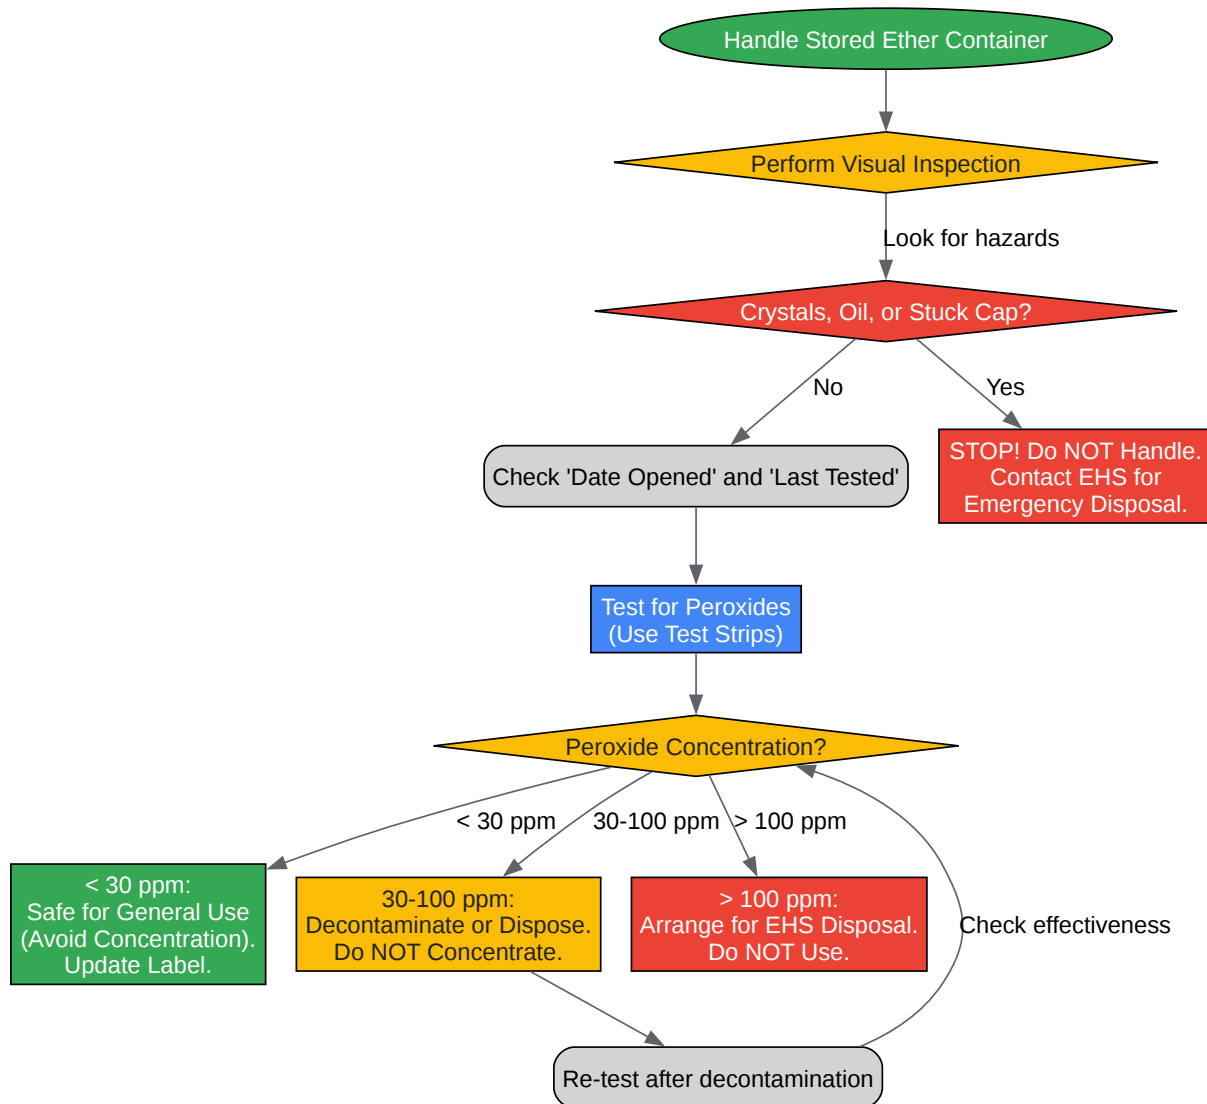 Handle Stored Ether Container
Perform Visual Inspection
Look for hazards
Crystals, Oil, or Stuck Cap?
No
Yes
Check 'Date Opened' and 'Last Tested'
STOP! Do NOT Handle.
Contact EHS for
Emergency Disposal.
Test for Peroxides
(Use Test Strips)
Peroxide Concentration?
< 30 ppm
30-100 ppm
> 100 ppm
< 30 ppm:
Safe for General Use
(Avoid Concentration).
Update Label.
30-100 ppm:
Decontaminate or Dispose.
Do NOT Concentrate.
> 100 ppm:
Arrange for EHS Disposal.
Do NOT Use.
Check effectiveness
Re-test after decontamination